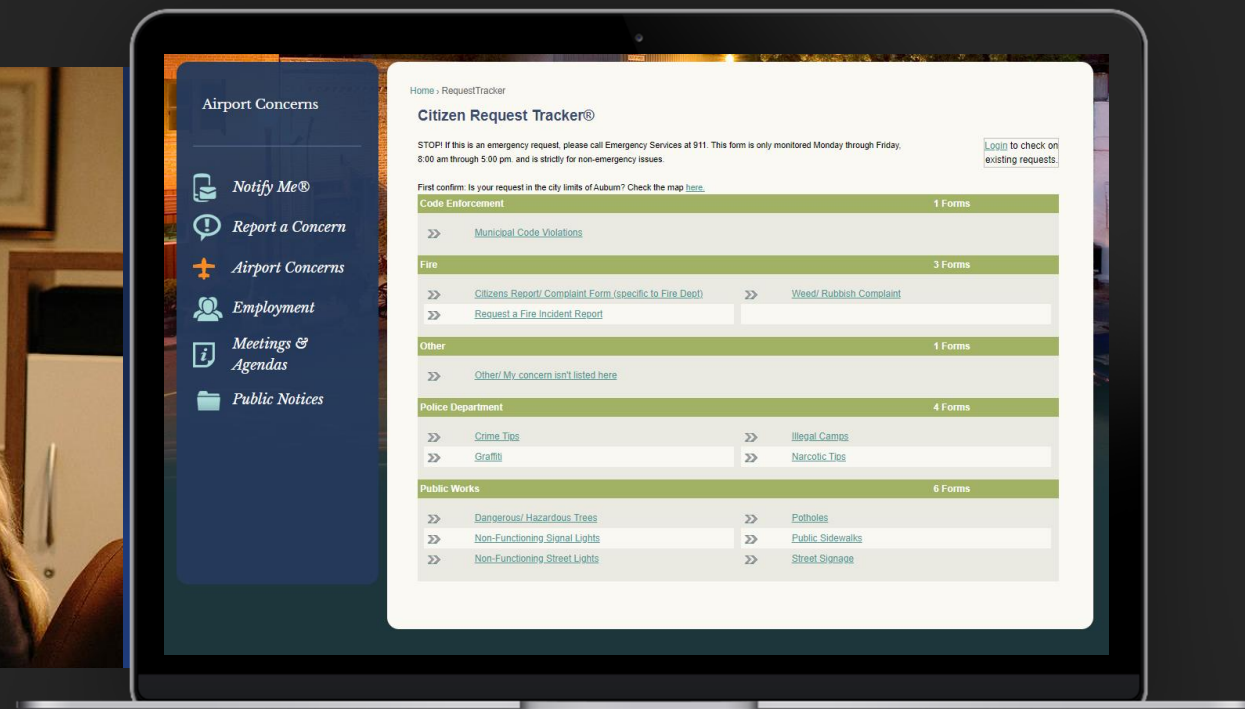 Airport Concerns
Notify Me®
Report a Concern
Airport Concerns
Employment
Meetings &
Agendas
Public Notices
Home › RequestTracker
Citizen Request Tracker®
STOP! If this is an emergency request, please call Emergency Services at 911. This form is only monitored Monday through Friday,
8:00 am through 5:00 pm. and is strictly for non-emergency issues.
Login to check on
existing requests.
First confirm: Is your request in the city limits of Auburn? Check the map here.
Code Enforcement 1 Forms
Municipal Code Violations
Fire 3 Forms
Citizens Report/ Complaint Form (specific to Fire Dept) Weed/ Rubbish Complaint
Request a Fire Incident Report
Other 1 Forms
Other/ My concern isn't listed here
Police Department 4 Forms
Crime Tips Illegal Camps
Graffiti Narcotic Tips
Public Works 6 Forms
Dangerous/ Hazardous Trees Potholes
Non-Functioning Signal Lights Public Sidewalks
Non-Functioning Street Lights Street Signage